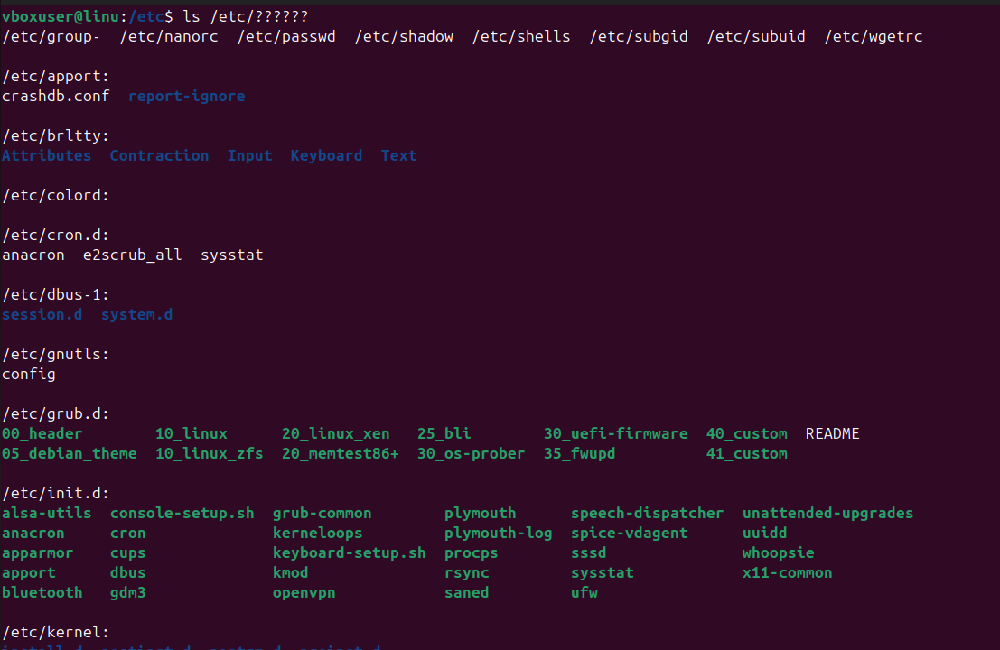 vboxuser@linu:/etc$ ls /etc/??????
/etc/group-  /etc/nanorc  /etc/passwd  /etc/shadow  /etc/shells  /etc/subgid  /etc/subuid  /etc/wgetrc
/etc/apport:
crashdb.conf  report-ignore
/etc/brltty:
Attributes  Contraction  Input  Keyboard  Text
/etc/colord:
/etc/cron.d:
anacron  e2scrub_all  sysstat
/etc/dbus-1:
session.d  system.d
/etc/gnutls:
config
/etc/grub.d:
00_header        10_linux      20_linux_xen   25_bli        30_uefi-firmware  40_custom  README
05_debian_theme  10_linux_zfs  20_memtest86+  30_os-prober  35_fwupd          41_custom
/etc/init.d:
alsa-utils  console-setup.sh  grub-common        plymouth      speech-dispatcher  unattended-upgrades
anacron     cron              kerneloops         plymouth-log  spice-vdagent      uuidd
apparmor    cups              keyboard-setup.sh  procps        sssd               whoopsie
apport      dbus              kmod               rsync         sysstat            x11-common
bluetooth   gdm3              openvpn            saned         ufw
/etc/kernel: